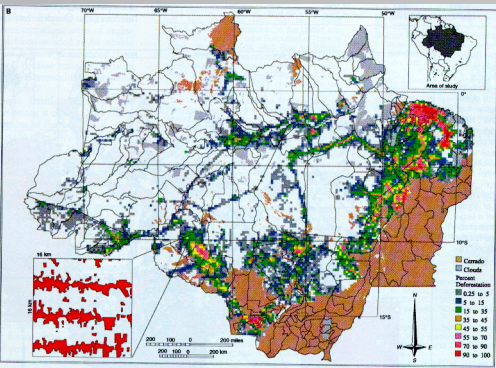 B
70°W
65°W
60°W
55°W
50°W
Area of study
0°
10°S
15°S
16 km
16 km
200 0 200 miles
200 100 0 200 km
N
W E
S
Cerrado
Clouds
Percent
Deforestation
0.25 to 5
5 to 15
15 to 35
35 to 45
45 to 55
55 to 70
70 to 90
90 to 100